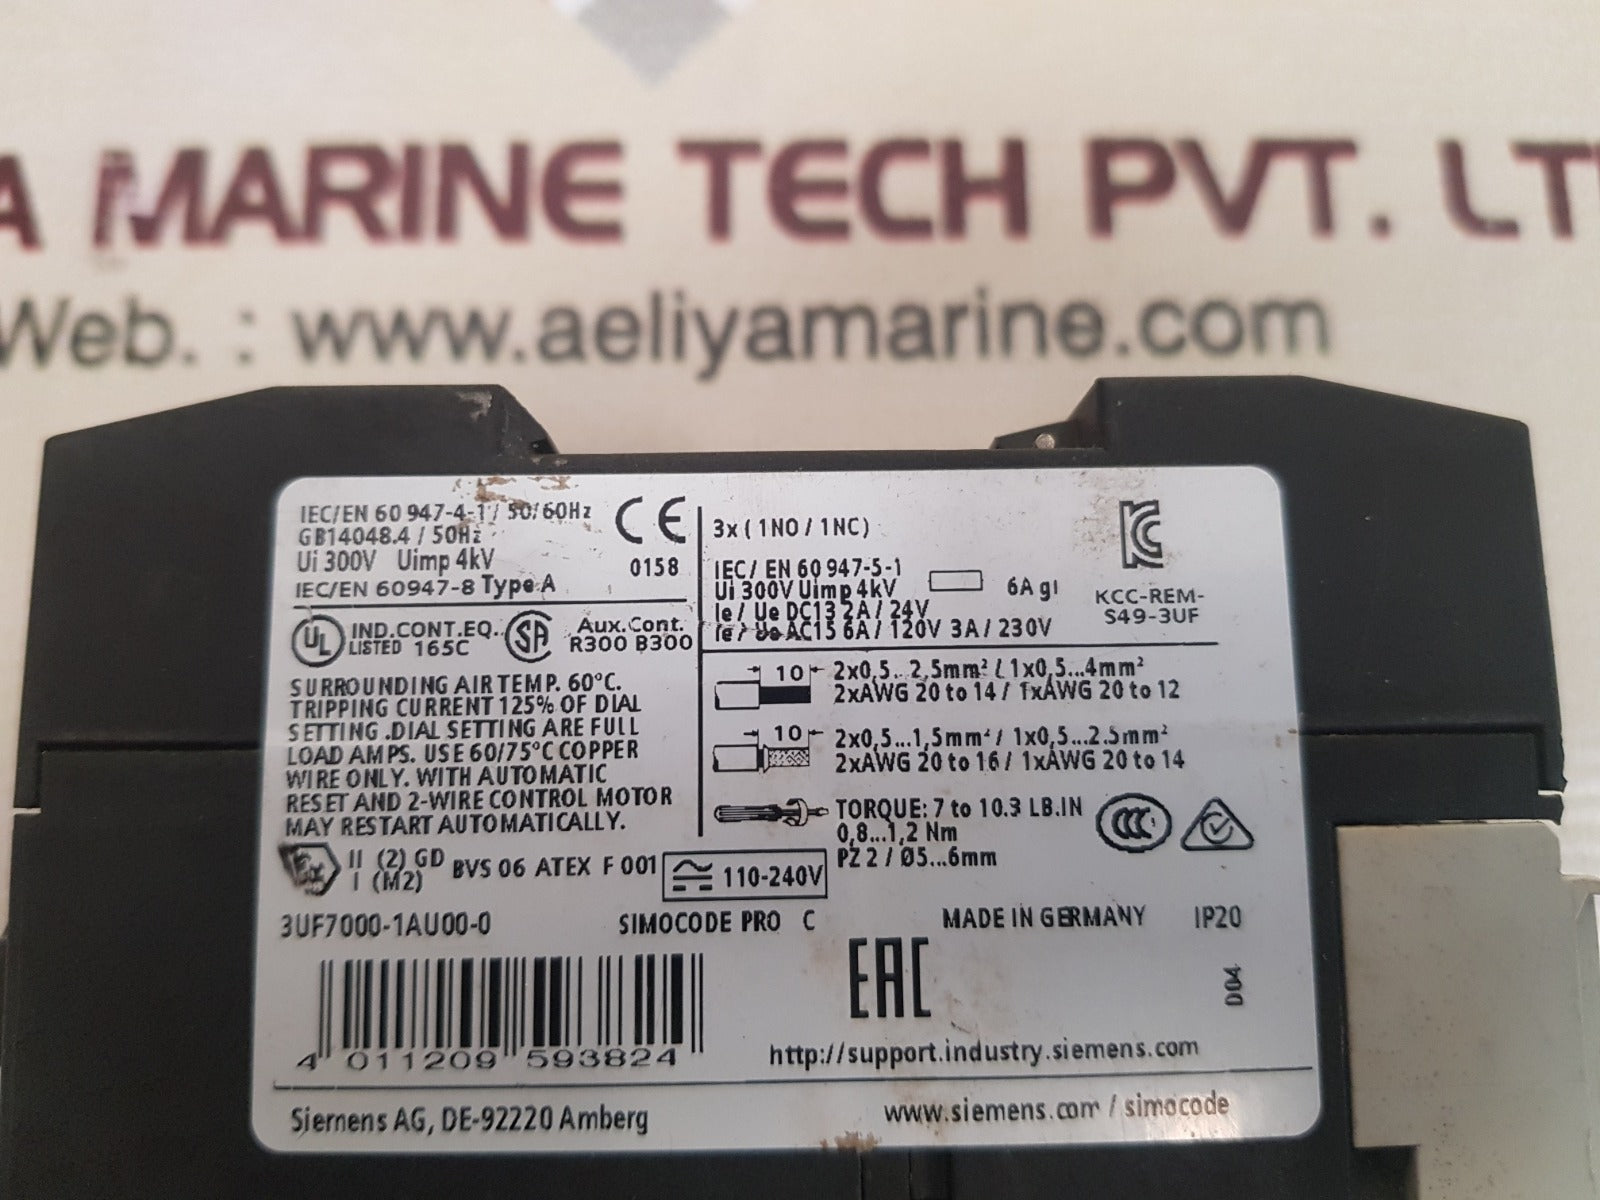 A MARINE TECH PVT. LT
Web. : www.aeliyamarine.com
IEC/EN 60 947-4-1 / 50/60Hz
GB14048.4 / 50Hz
Ui 300V Uimp 4kV
IEC/EN 60947-8 Type A
CE
0158
UL IND.CONT.EQ.
LISTED 165C
SA Aux.Cont.
R300 B300
SURROUNDING AIR TEMP. 60°C.
TRIPPING CURRENT 125% OF DIAL
SETTING .DIAL SETTING ARE FULL
LOAD AMPS. USE 60/75°C COPPER
WIRE ONLY. WITH AUTOMATIC
RESET AND 2-WIRE CONTROL MOTOR
MAY RESTART AUTOMATICALLY.
Ex II (2) GD
I (M2)
BVS 06 ATEX F 001
110-240V
3x ( 1NO / 1NC )
IEC/ EN 60 947-5-1
Ui 300V Uimp 4kV
6A gI
Ie / Ue DC13 2A / 24V
Ie / Ue AC15 6A / 120V 3A / 230V
KC
KCC-REM-
S49-3UF
10 2x0,5...2,5mm² / 1x0,5...4mm²
2xAWG 20 to 14 / 1xAWG 20 to 12
10 2x0,5...1,5mm² / 1x0,5...2.5mm²
2xAWG 20 to 16 / 1xAWG 20 to 14
TORQUE: 7 to 10.3 LB.IN
0,8...1,2 Nm
PZ 2 / Ø5...6mm
CCC
3UF7000-1AU00-0
SIMOCODE PRO C
MADE IN GERMANY
IP20
EAC
D04
4 011209 593824
http://support.industry.siemens.com
Siemens AG, DE-92220 Amberg
www.siemens.com / simocode